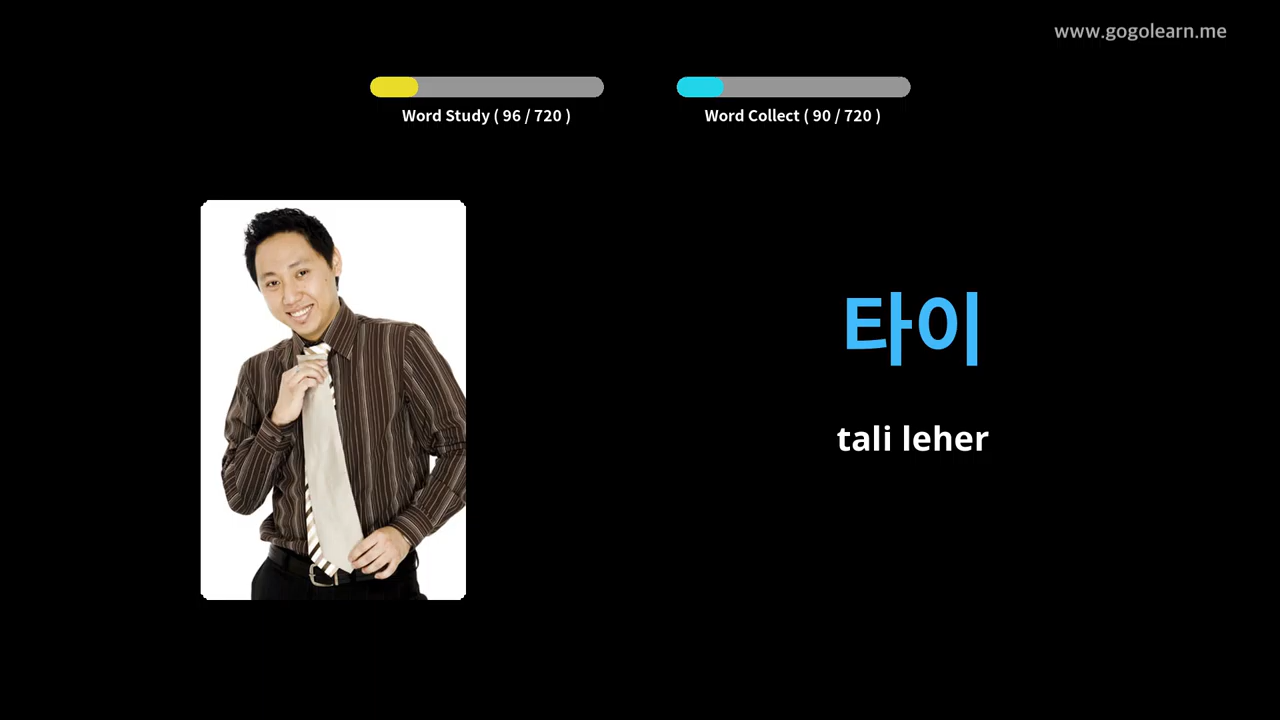 www.gogolearn.me
Word Study ( 96 / 720 )
Word Collect ( 90 / 720 )
타이
tali leher